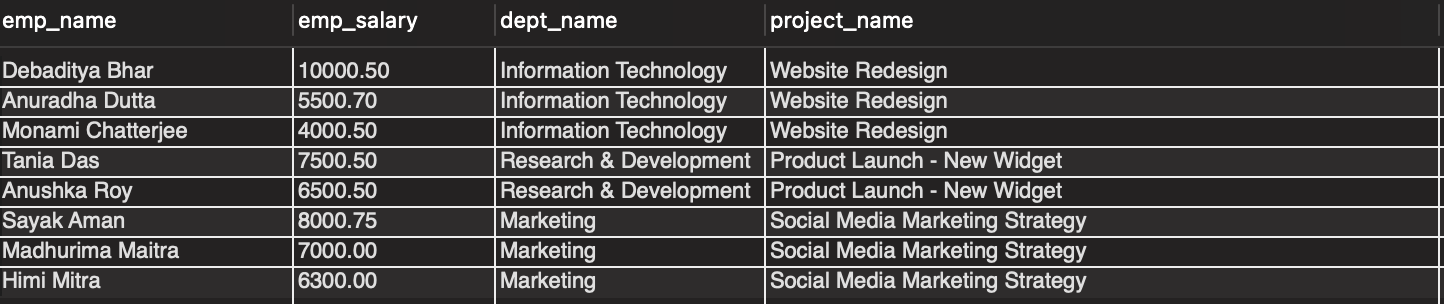 emp_name emp_salary dept_name project_name
Debaditya Bhar 10000.50 Information Technology Website Redesign
Anuradha Dutta 5500.70 Information Technology Website Redesign
Monami Chatterjee 4000.50 Information Technology Website Redesign
Tania Das 7500.50 Research & Development Product Launch - New Widget
Anushka Roy 6500.50 Research & Development Product Launch - New Widget
Sayak Aman 8000.75 Marketing Social Media Marketing Strategy
Madhurima Maitra 7000.00 Marketing Social Media Marketing Strategy
Himi Mitra 6300.00 Marketing Social Media Marketing Strategy